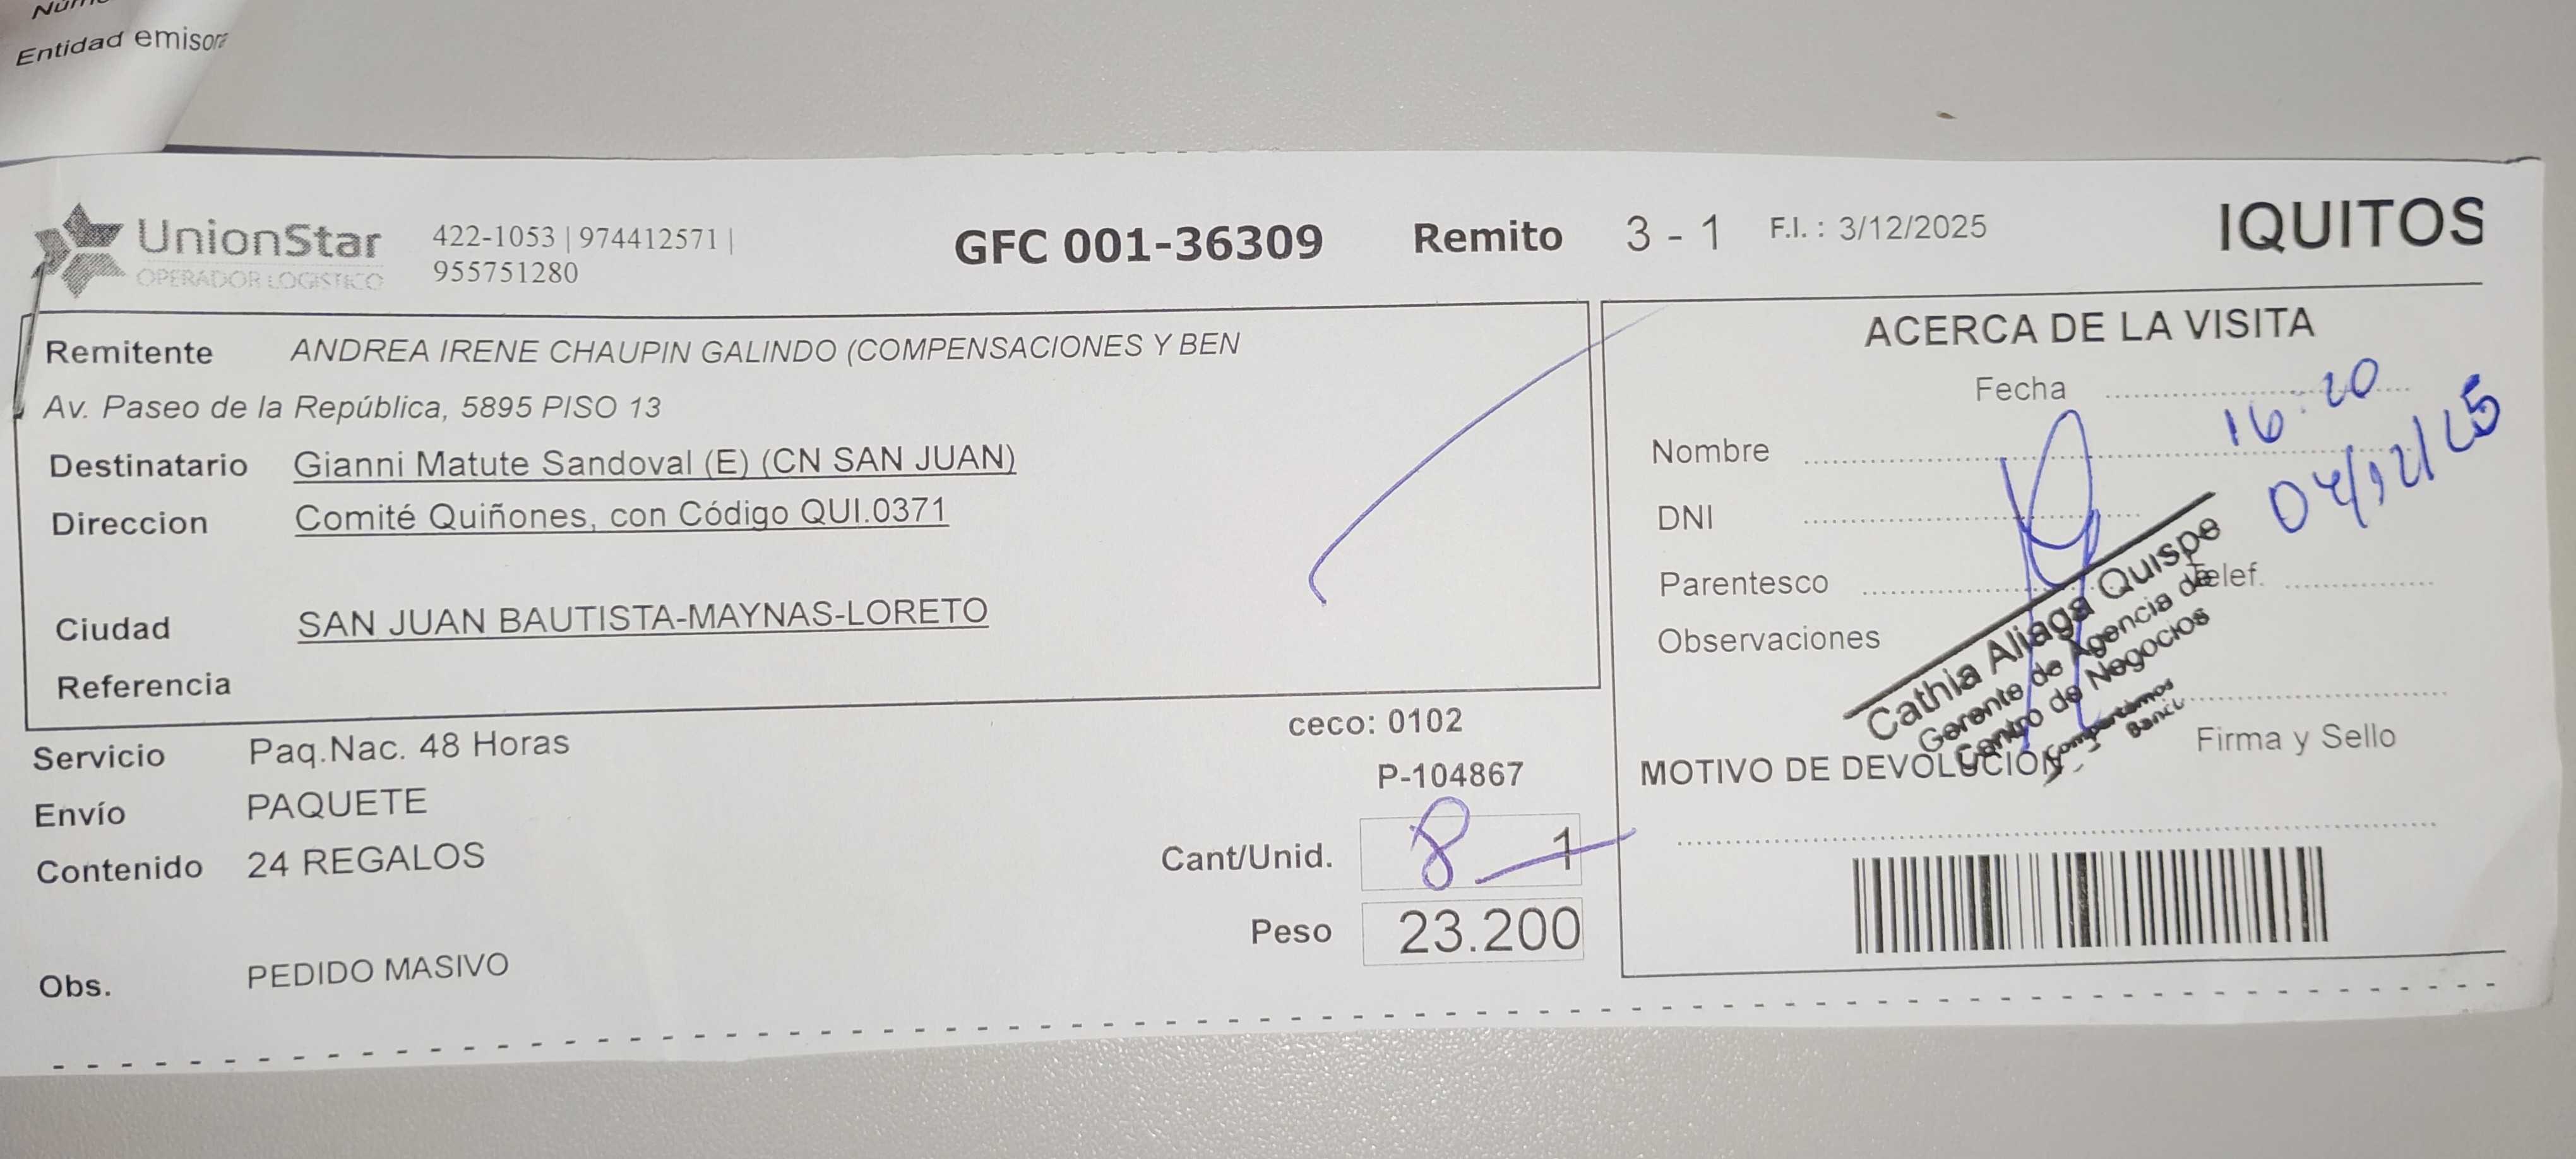 Entidad emisora
UnionStar
OPERADOR LOGISTICO
422-1053 | 974412571 |
955751280
GFC 001-36309
Remito 3 - 1
F.I. : 3/12/2025
IQUITOS
Remitente ANDREA IRENE CHAUPIN GALINDO (COMPENSACIONES Y BEN
Av. Paseo de la República, 5895 PISO 13
Destinatario Gianni Matute Sandoval (E) (CN SAN JUAN)
Direccion Comité Quiñones, con Código QUI.0371
Ciudad SAN JUAN BAUTISTA-MAYNAS-LORETO
Referencia
Servicio Paq.Nac. 48 Horas
Envío PAQUETE
Contenido 24 REGALOS
Obs. PEDIDO MASIVO
ceco: 0102
P-104867
Cant/Unid. 8 1
Peso 23.200
ACERCA DE LA VISITA
Fecha
16:20
Nombre
04/12/25
DNI
Parentesco
Telef.
Observaciones
Cathia Aliaga Quispe
Gerente de Agencia de
Centro de Negocios
Compartamos
Firma y Sello
MOTIVO DE DEVOLUCIÓN